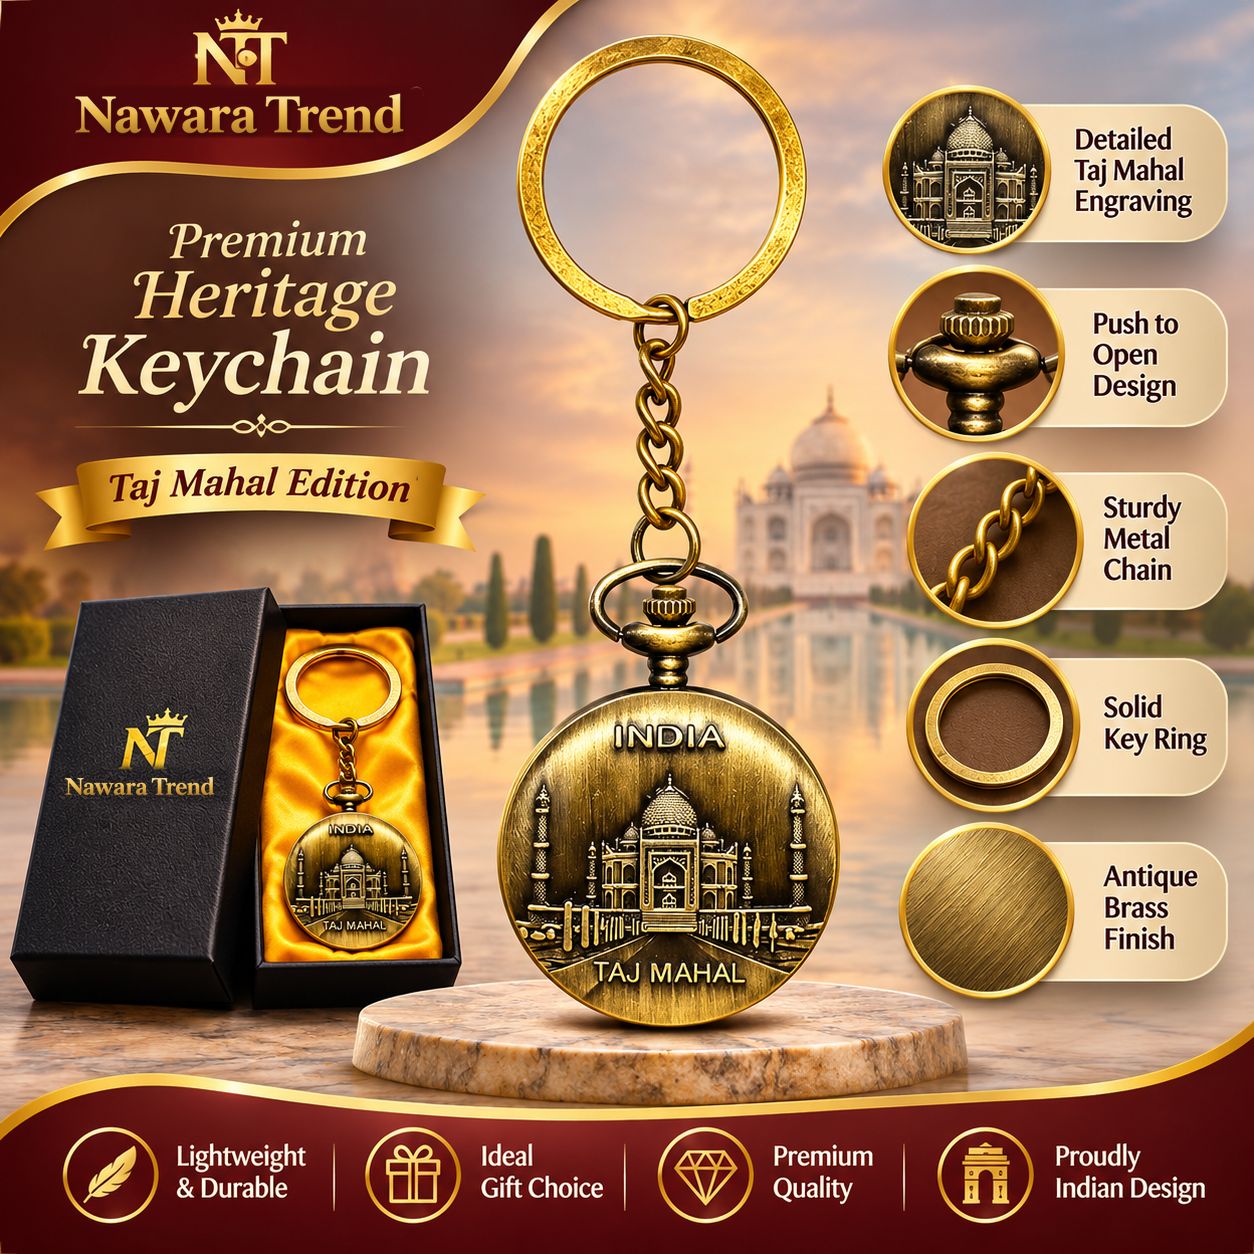 NT
Nawara Trend
Premium
Heritage
Keychain
Taj Mahal Edition
NT
Nawara Trend
INDIA
TAJ MAHAL
INDIA
TAJ MAHAL
Detailed
Taj Mahal
Engraving
Push to
Open
Design
Sturdy
Metal
Chain
Solid
Key Ring
Antique
Brass
Finish
Lightweight
& Durable
Ideal
Gift Choice
Premium
Quality
Proudly
Indian Design